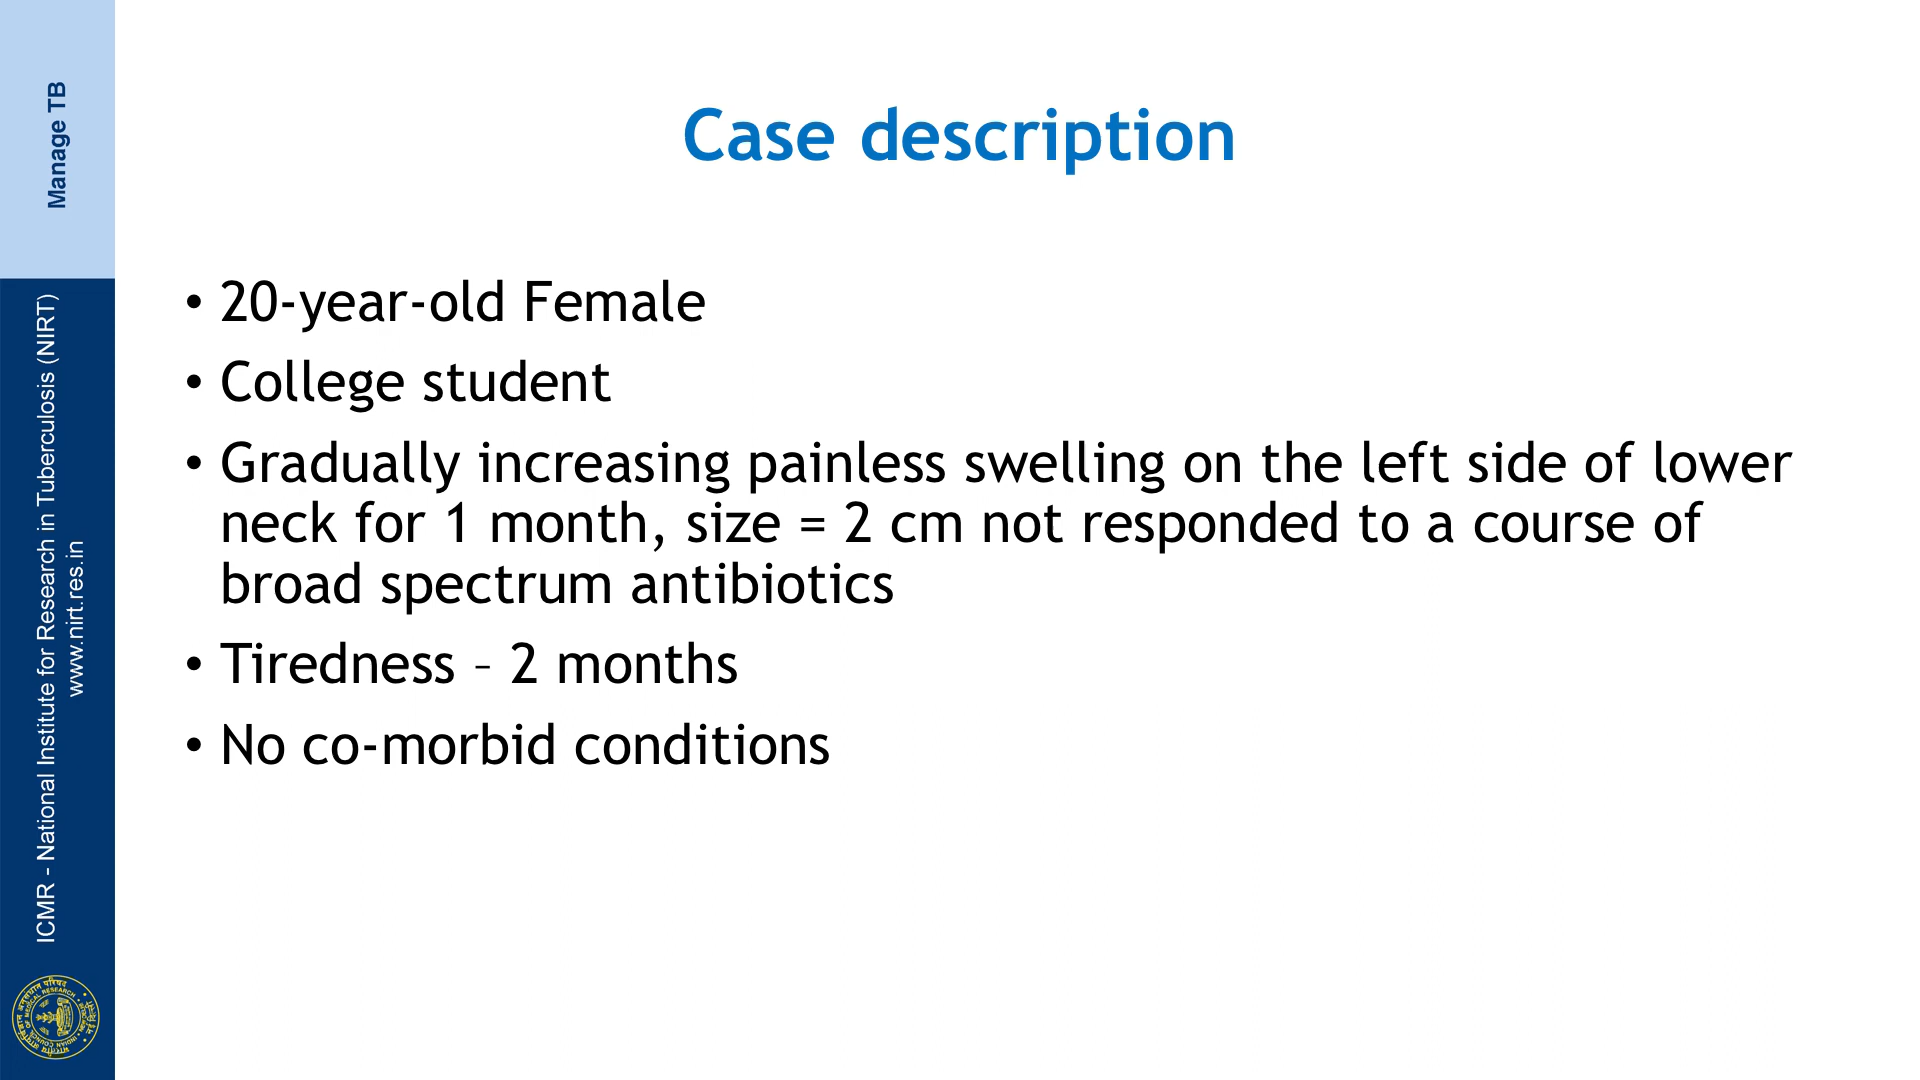 Manage TB
ICMR - National Institute for Research in Tuberculosis (NIRT)
www.nirt.res.in
Case description
• 20-year-old Female
• College student
• Gradually increasing painless swelling on the left side of lower
neck for 1 month, size = 2 cm not responded to a course of
broad spectrum antibiotics
• Tiredness – 2 months
• No co-morbid conditions